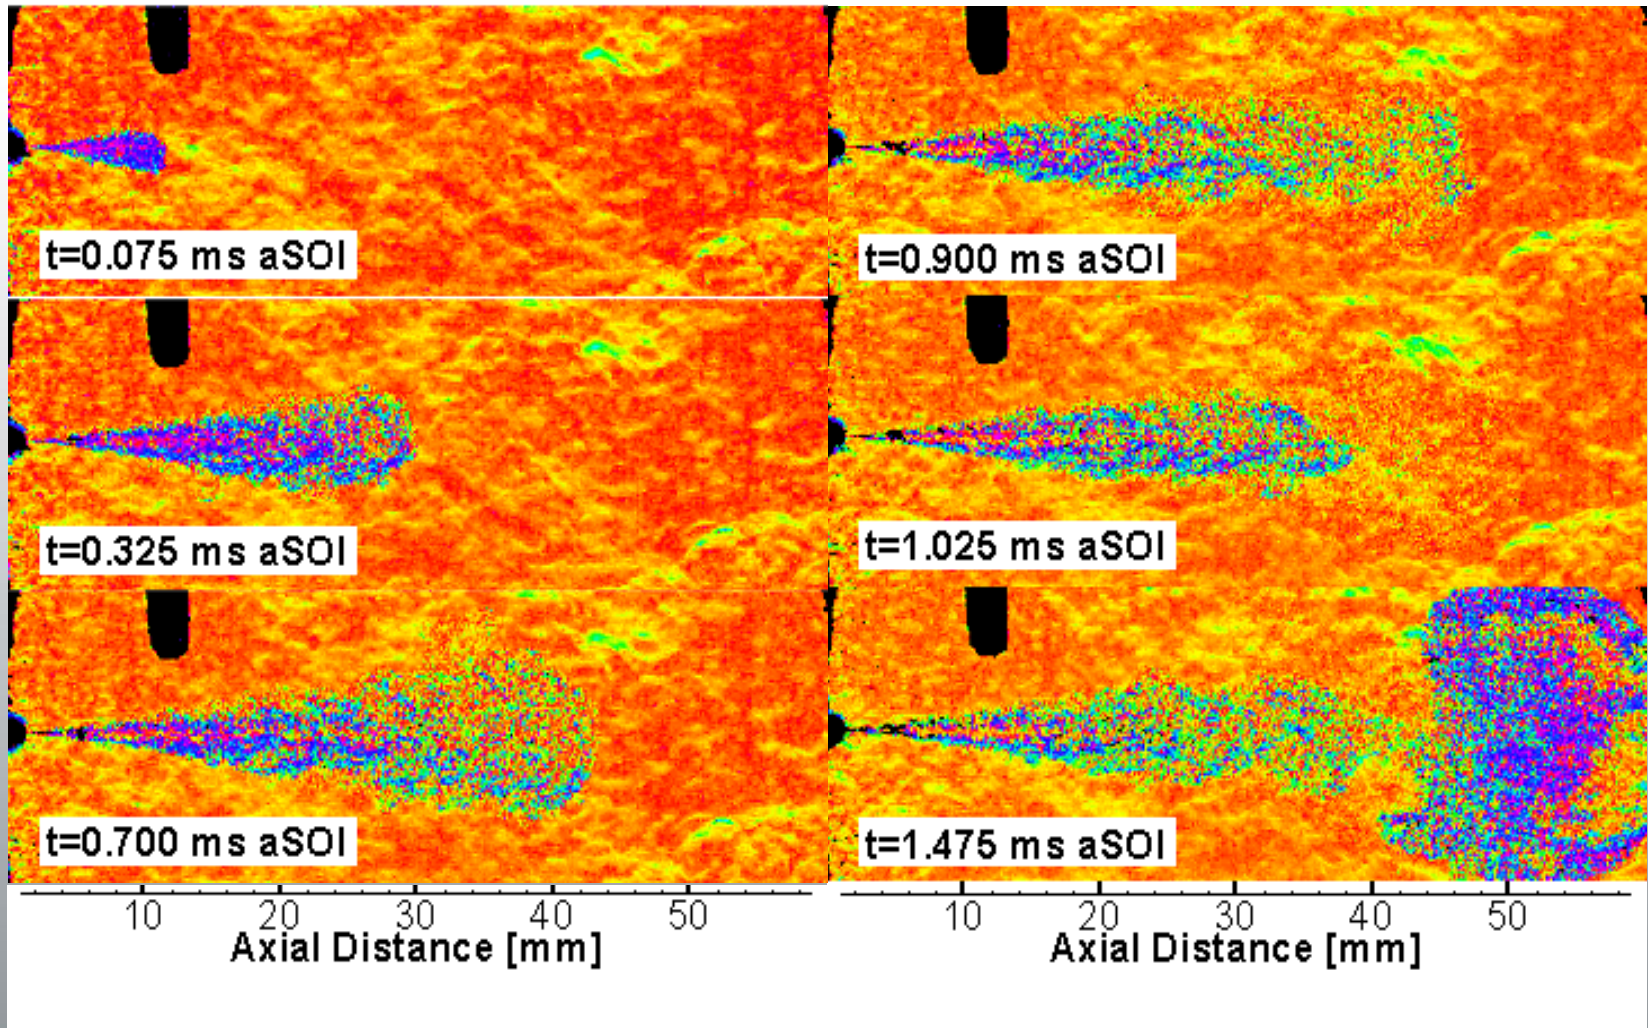 t=0.075 ms aSOI
t=0.325 ms aSOI
t=0.700 ms aSOI
10 20 30 40 50
Axial Distance [mm]
t=0.900 ms aSOI
t=1.025 ms aSOI
t=1.475 ms aSOI
10 20 30 40 50
Axial Distance [mm]